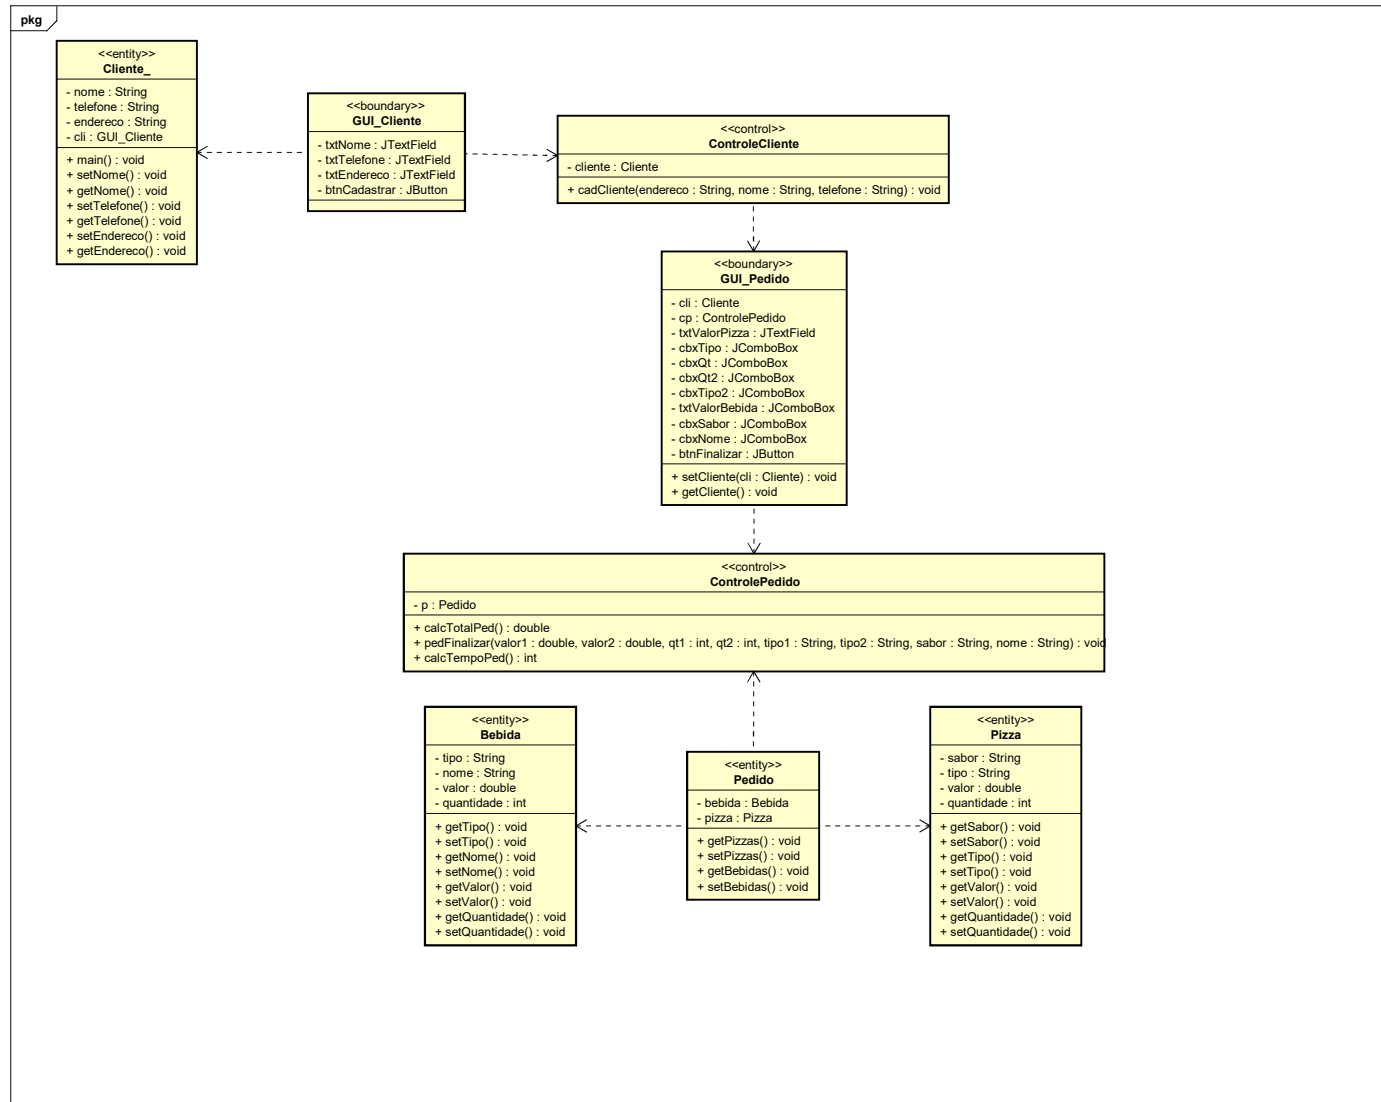 pkg
<<entity>>
Cliente_
- nome : String
- telefone : String
- endereco : String
- cli : GUI_Cliente
+ main() : void
+ setNome() : void
+ getNome() : void
+ setTelefone() : void
+ getTelefone() : void
+ setEndereco() : void
+ getEndereco() : void
<<boundary>>
GUI_Cliente
- txtNome : JTextField
- txtTelefone : JTextField
- txtEndereco : JTextField
- btnCadastrar : JButton
<<control>>
ControleCliente
- cliente : Cliente
+ cadCliente(endereco : String, nome : String, telefone : String) : void
<<boundary>>
GUI_Pedido
- cli : Cliente
- cp : ControlePedido
- txtValorPizza : JTextField
- cbxTipo : JComboBox
- cbxQt : JComboBox
- cbxQt2 : JComboBox
- cbxTipo2 : JComboBox
- txtValorBebida : JComboBox
- cbxSabor : JComboBox
- cbxNome : JComboBox
- btnFinalizar : JButton
+ setCliente(cli : Cliente) : void
+ getCliente() : void
<<control>>
ControlePedido
- p : Pedido
+ calcTotalPed() : double
+ pedFinalizar(valor1 : double, valor2 : double, qt1 : int, qt2 : int, tipo1 : String, tipo2 : String, sabor : String, nome : String) : void
+ calcTempoPed() : int
<<entity>>
Bebida
- tipo : String
- nome : String
- valor : double
- quantidade : int
+ getTipo() : void
+ setTipo() : void
+ getNome() : void
+ setNome() : void
+ getValor() : void
+ setValor() : void
+ getQuantidade() : void
+ setQuantidade() : void
<<entity>>
Pedido
- bebida : Bebida
- pizza : Pizza
+ getPizzas() : void
+ setPizzas() : void
+ getBebidas() : void
+ setBebidas() : void
<<entity>>
Pizza
- sabor : String
- tipo : String
- valor : double
- quantidade : int
+ getSabor() : void
+ setSabor() : void
+ getTipo() : void
+ setTipo() : void
+ getValor() : void
+ setValor() : void
+ getQuantidade() : void
+ setQuantidade() : void